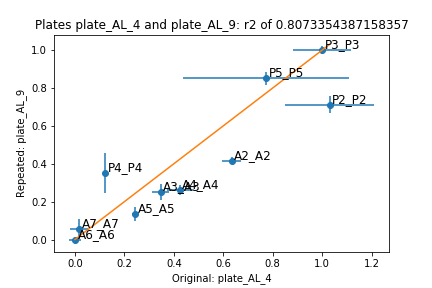 Plates plate_AL_4 and plate_AL_9: r2 of 0.8073354387158357
P3_P3
P5_P5
P2_P2
A2_A2
P4_P4
A3_A3
A4_A4
A5_A5
A7_A7
A6_A6
1.0
0.8
0.6
0.4
0.2
0.0
Repeated: plate_AL_9
0.0 0.2 0.4 0.6 0.8 1.0 1.2
Original: plate_AL_4